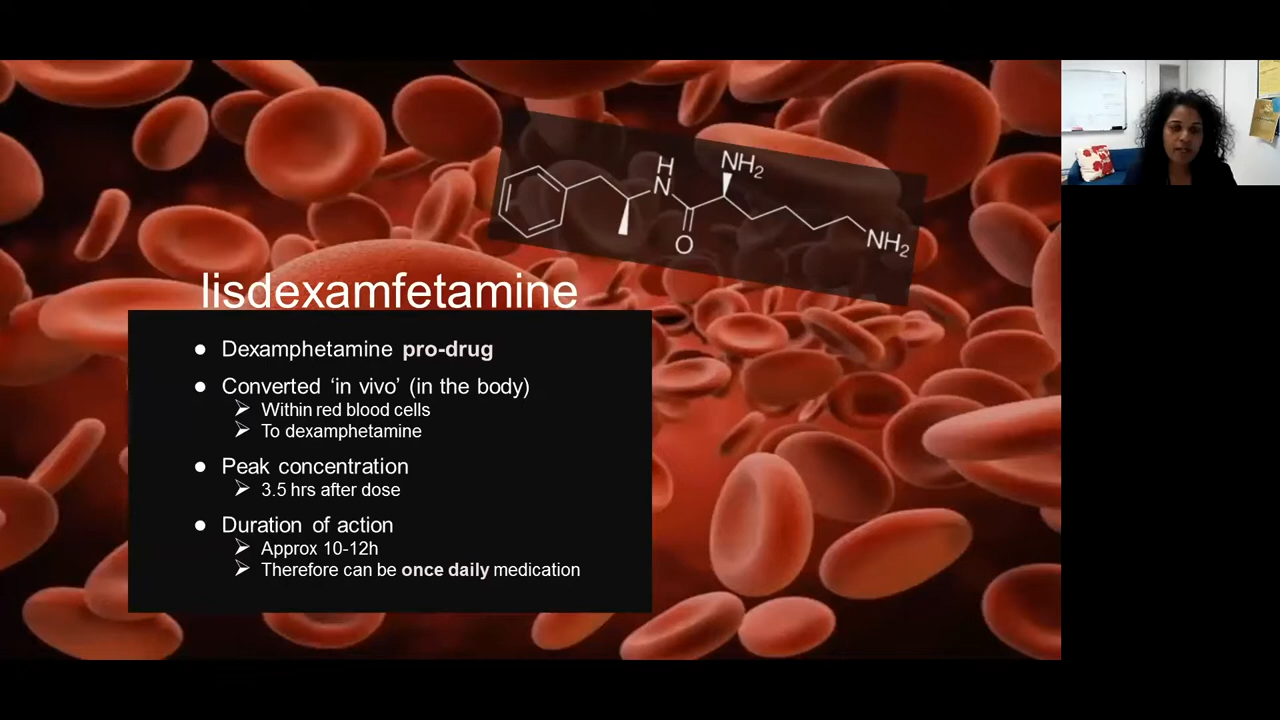 H
N
NH2
O
NH2
lisdexamfetamine
● Dexamphetamine pro-drug
● Converted ‘in vivo’ (in the body)
➢ Within red blood cells
➢ To dexamphetamine
● Peak concentration
➢ 3.5 hrs after dose
● Duration of action
➢ Approx 10-12h
➢ Therefore can be once daily medication